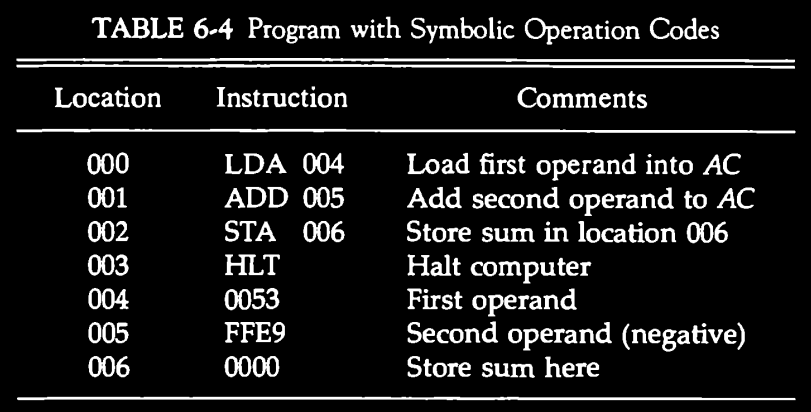 TABLE 6-4 Program with Symbolic Operation Codes
Location Instruction Comments
000 LDA 004 Load first operand into AC
001 ADD 005 Add second operand to AC
002 STA 006 Store sum in location 006
003 HLT Halt computer
004 0053 First operand
005 FFE9 Second operand (negative)
006 0000 Store sum here